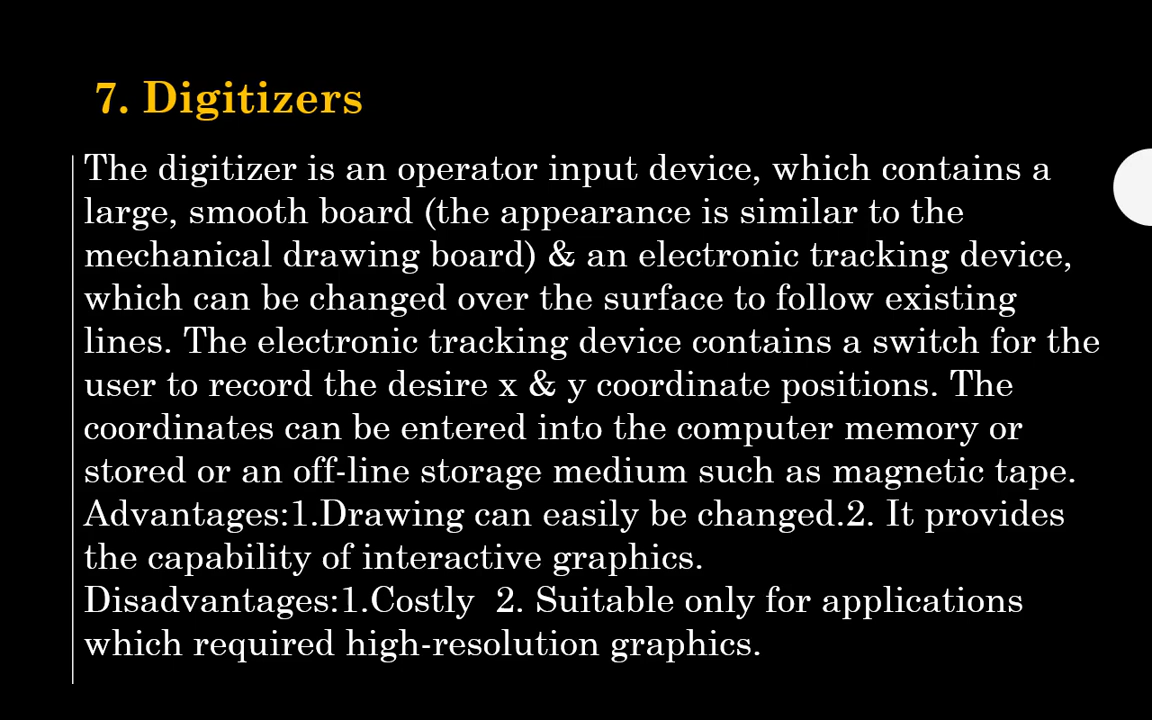 7. Digitizers
The digitizer is an operator input device, which contains a
large, smooth board (the appearance is similar to the
mechanical drawing board) & an electronic tracking device,
which can be changed over the surface to follow existing
lines. The electronic tracking device contains a switch for the
user to record the desire x & y coordinate positions. The
coordinates can be entered into the computer memory or
stored or an off-line storage medium such as magnetic tape.
Advantages:1.Drawing can easily be changed.2. It provides
the capability of interactive graphics.
Disadvantages:1.Costly  2. Suitable only for applications
which required high-resolution graphics.